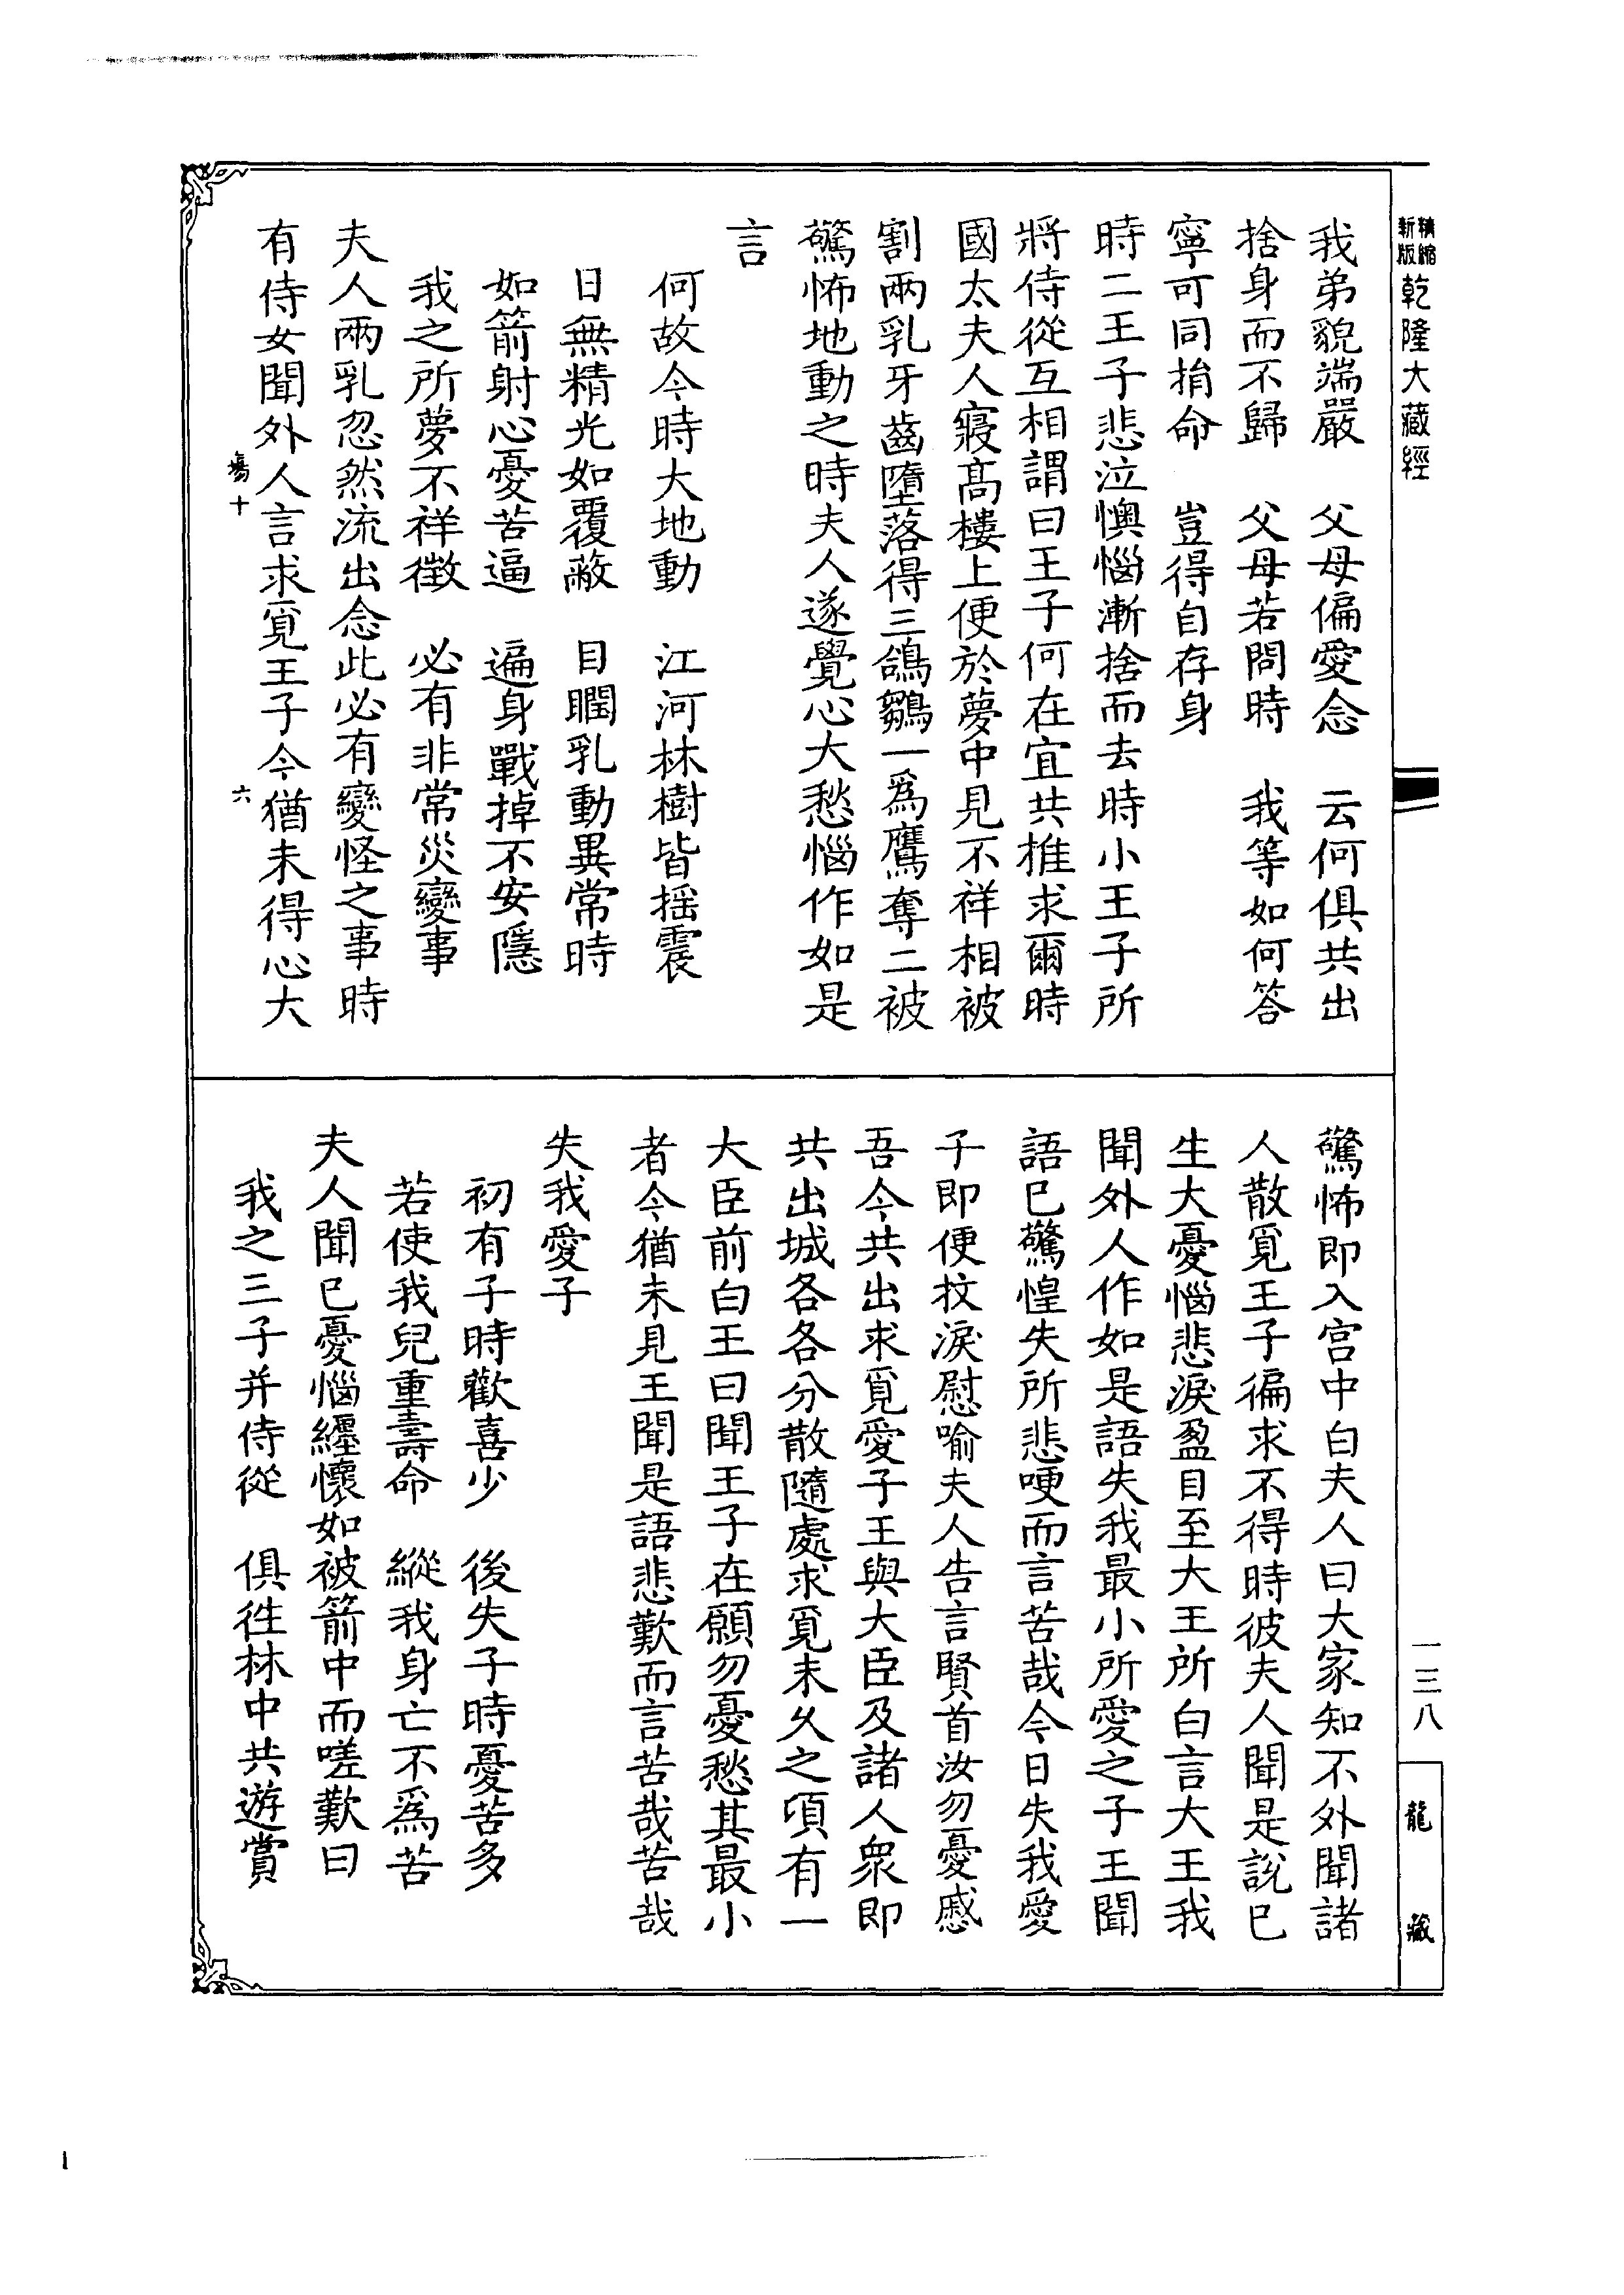 精縮
新版
乾隆大藏經
我弟貌端嚴　父母偏愛念　云何俱共出
捨身而不歸　父母若問時　我等如何答
寧可同捐命　豈得自存身
時二王子悲泣懊惱漸捨而去時小王子所
將侍從互相謂曰王子何在宜共推求爾時
國太夫人寢髙樓上便於夢中見不祥相被
割兩乳牙齒墮落得三鴿鶵一爲鷹奪二被
驚怖地動之時夫人遂覺心大愁惱作如是
言
何故今時大地動　江河林樹皆摇震
日無精光如覆蔽　目瞤乳動異常時
如箭射心憂苦逼　遍身戰掉不安隱
我之所夢不祥徵　必有非常災變事
夫人兩乳忽然流出念此必有變怪之事時
有侍女聞外人言求覓王子今猶未得心大
塲十
六
驚怖即入宫中白夫人曰大家知不外聞諸
人散覓王子徧求不得時彼夫人聞是說已
生大憂惱悲淚盈目至大王所白言大王我
聞外人作如是語失我最小所愛之子王聞
語已驚惶失所悲哽而言苦哉今日失我愛
子即便抆淚慰喻夫人告言賢首汝勿憂慼
吾今共出求覓愛子王與大臣及諸人衆即
共出城各各分散隨處求覓未久之頃有一
大臣前白王曰聞王子在願勿憂愁其最小
者今猶未見王聞是語悲歎而言苦哉苦哉
失我愛子
初有子時歡喜少　後失子時憂苦多
若使我兒重壽命　縱我身亡不爲苦
夫人聞已憂惱纒懷如被箭中而嗟歎曰
我之三子并侍從　俱徃林中共遊賞
一三八
龍藏